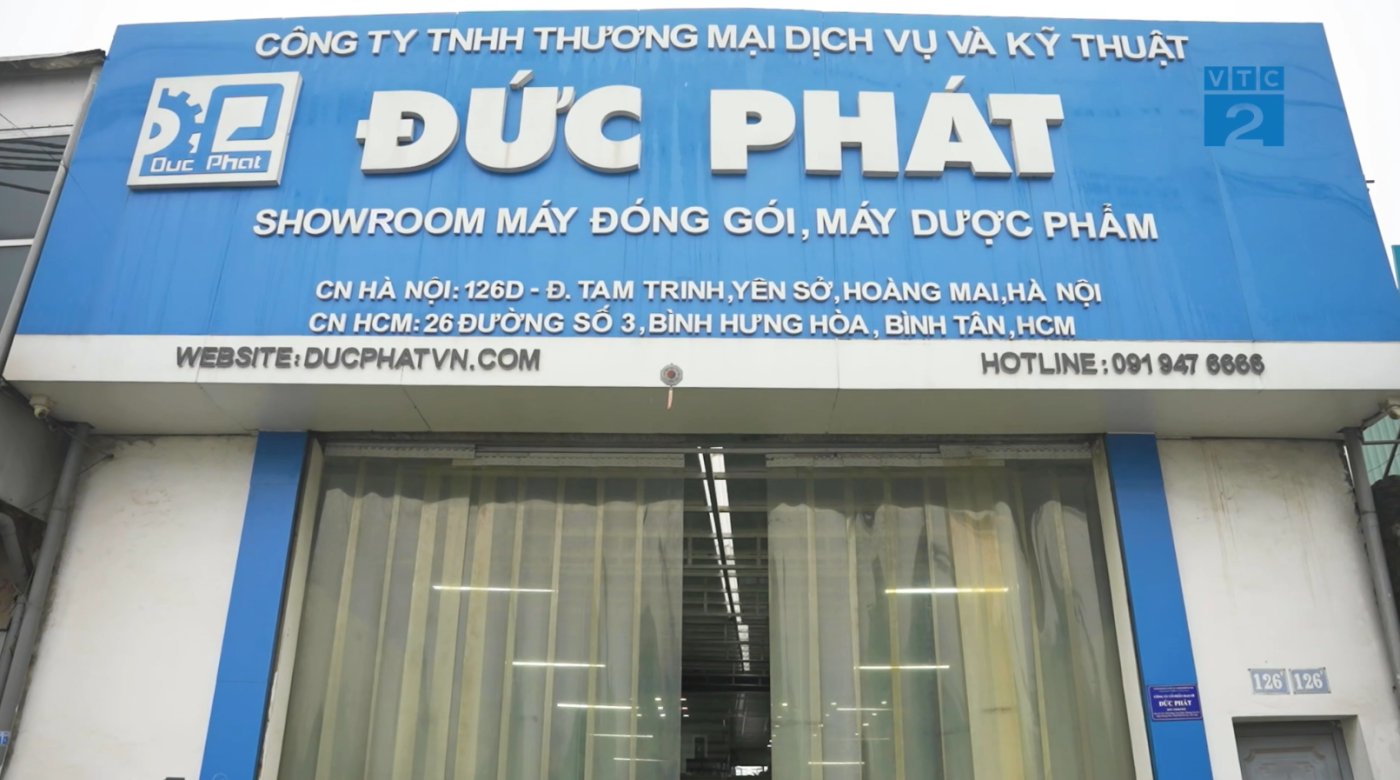 CÔNG TY TNHH THƯƠNG MẠI DỊCH VỤ VÀ KỸ THUẬT
VTC
2
Duc Phat
ĐỨC PHÁT
SHOWROOM MÁY ĐÓNG GÓI, MÁY DƯỢC PHẨM
CN HÀ NỘI: 126D - Đ. TAM TRINH,YÊN SỞ,HOÀNG MAI,HÀ NỘI
CN HCM: 26 ĐƯỜNG SỐ 3,BÌNH HƯNG HÒA, BÌNH TÂN,HCM
WEBSITE: DUCPHATVN.COM
HOTLINE: 091 947 6666
ĐỨC PHÁT